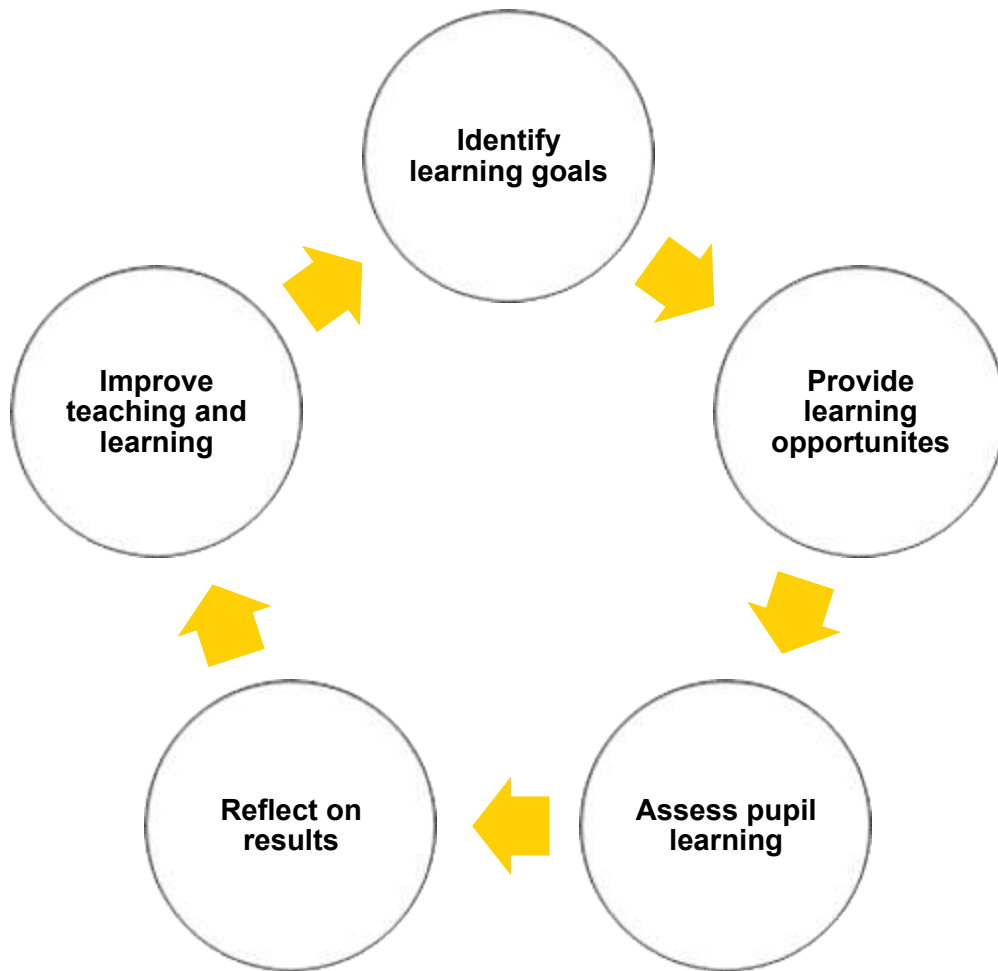 Identify
learning goals
Provide
learning
opportunites
Assess pupil
learning
Reflect on
results
Improve
teaching and
learning